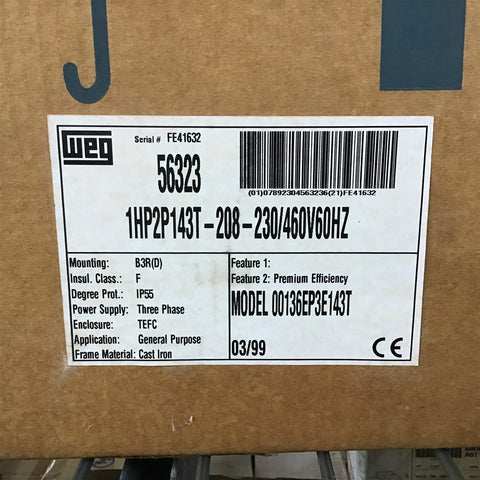 J
weg
Serial # FE41632
56323
(01)07892304563236(21)FE41632
1HP2P143T-208-230/460V60HZ
Mounting: B3R(D)
Insul. Class.: F
Degree Prot.: IP55
Power Supply: Three Phase
Enclosure: TEFC
Application: General Purpose
Frame Material: Cast Iron
Feature 1:
Feature 2: Premium Efficiency
MODEL 00136EP3E143T
03/99
CE